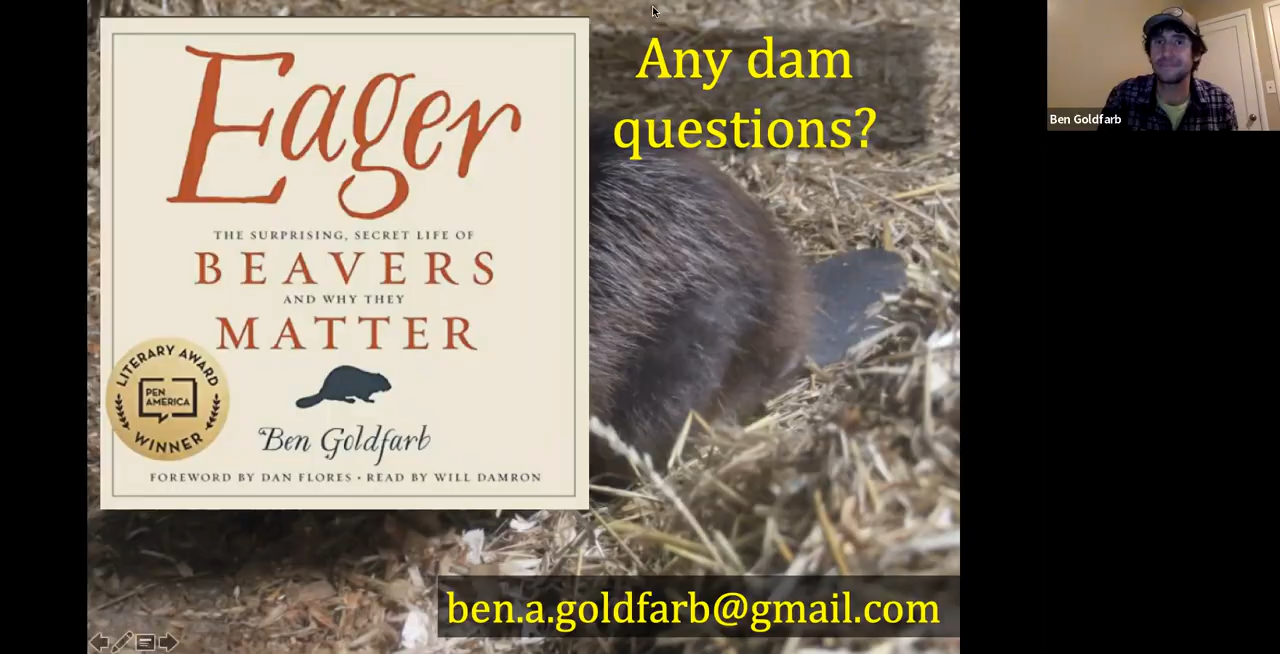 Eager
THE SURPRISING, SECRET LIFE OF
BEAVERS
AND WHY THEY
MATTER
LITERARY AWARD
PEN
AMERICA
WINNER
Ben Goldfarb
FOREWORD BY DAN FLORES • READ BY WILL DAMRON
Any dam
questions?
ben.a.goldfarb@gmail.com
Ben Goldfarb